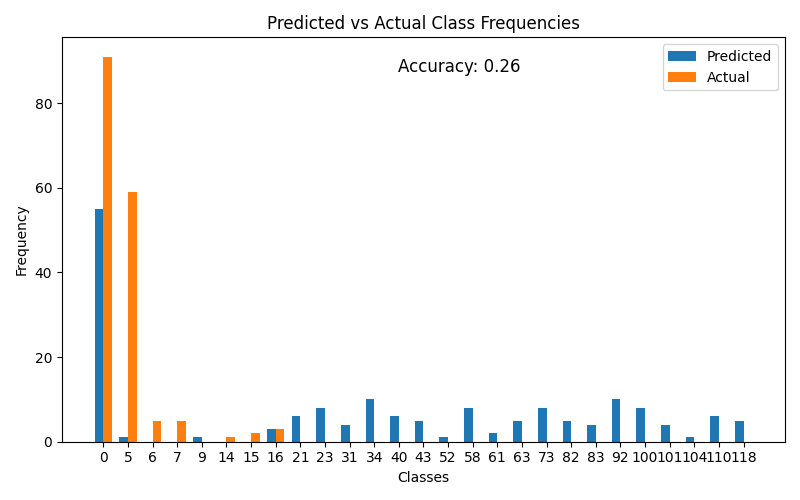 Predicted vs Actual Class Frequencies
Accuracy: 0.26
Predicted
Actual
Frequency
80
60
40
20
0
0 5 6 7 9 14 15 16 21 23 31 34 40 43 52 58 61 63 73 82 83 92 100 101 104 110 118
Classes